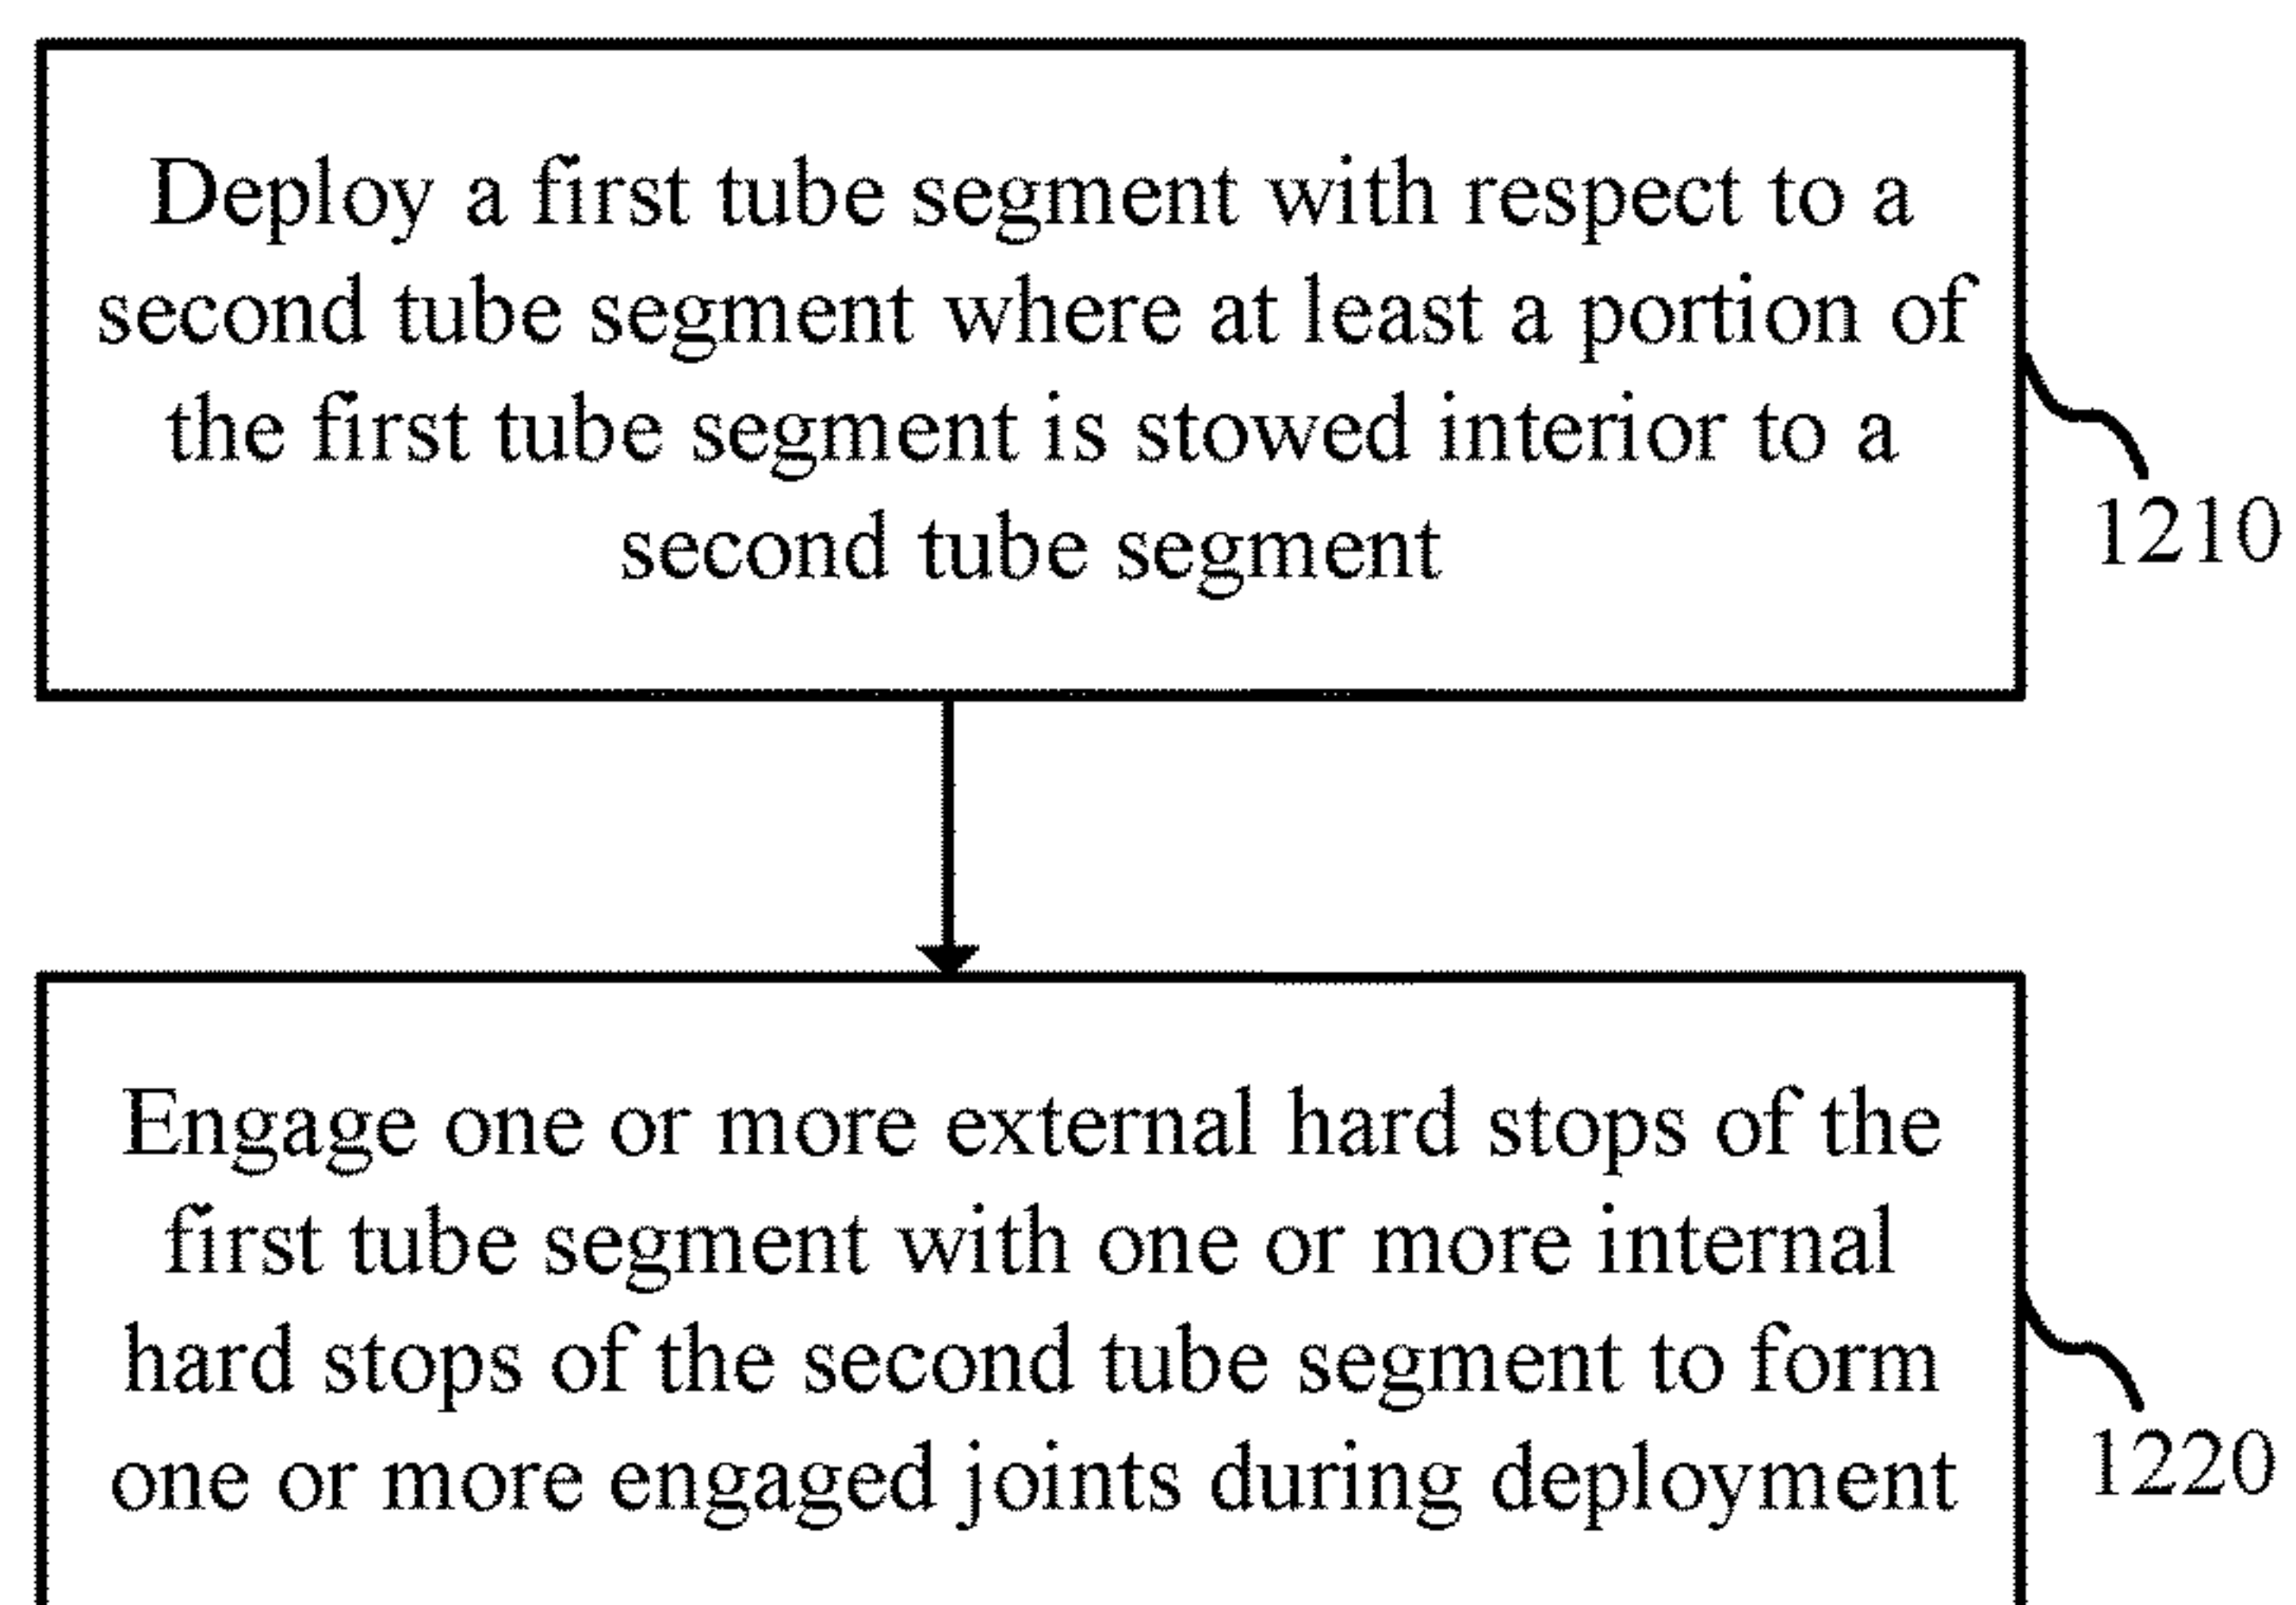 Deploy a first tube segment with respect to a
second tube segment where at least a portion of
the first tube segment is stowed interior to a
second tube segment
1210
Engage one or more external hard stops of the
first tube segment with one or more internal
hard stops of the second tube segment to form
one or more engaged joints during deployment
1220